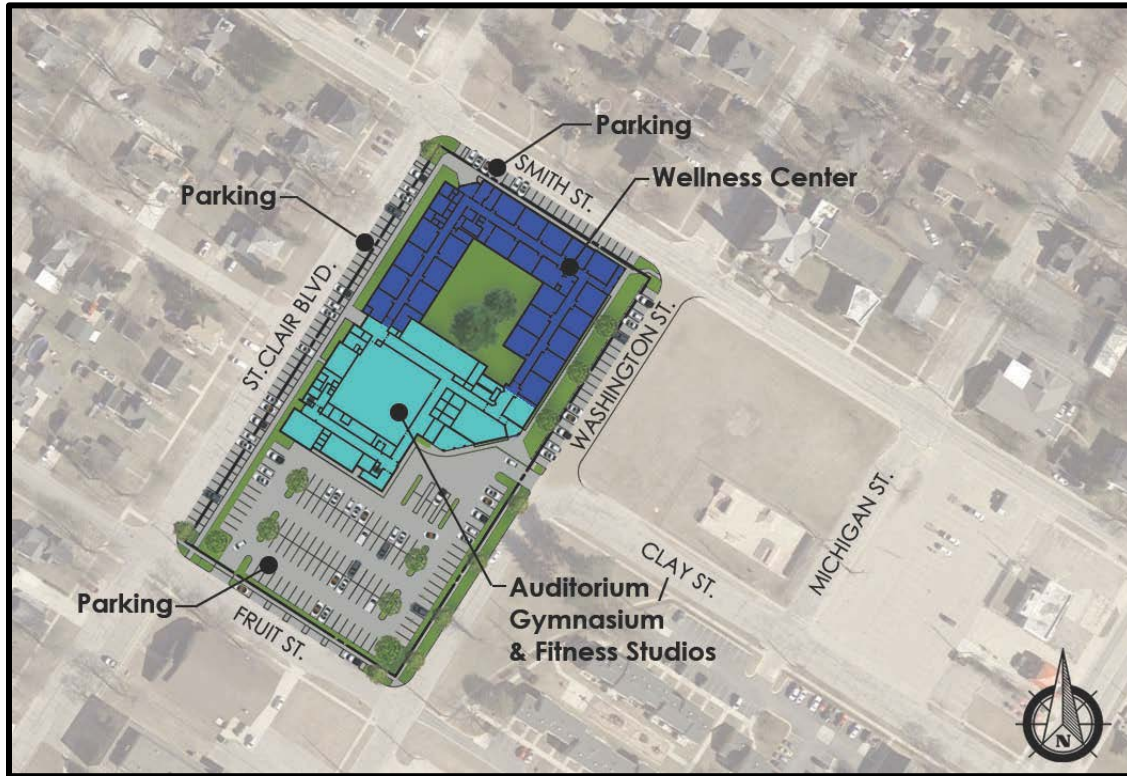 Parking
SMITH ST.
Wellness Center
Parking
ST. CLAIR BLVD.
WASHINGTON ST.
MICHIGAN ST.
CLAY ST.
Auditorium /
Gymnasium
& Fitness Studios
Parking
FRUIT ST.
N